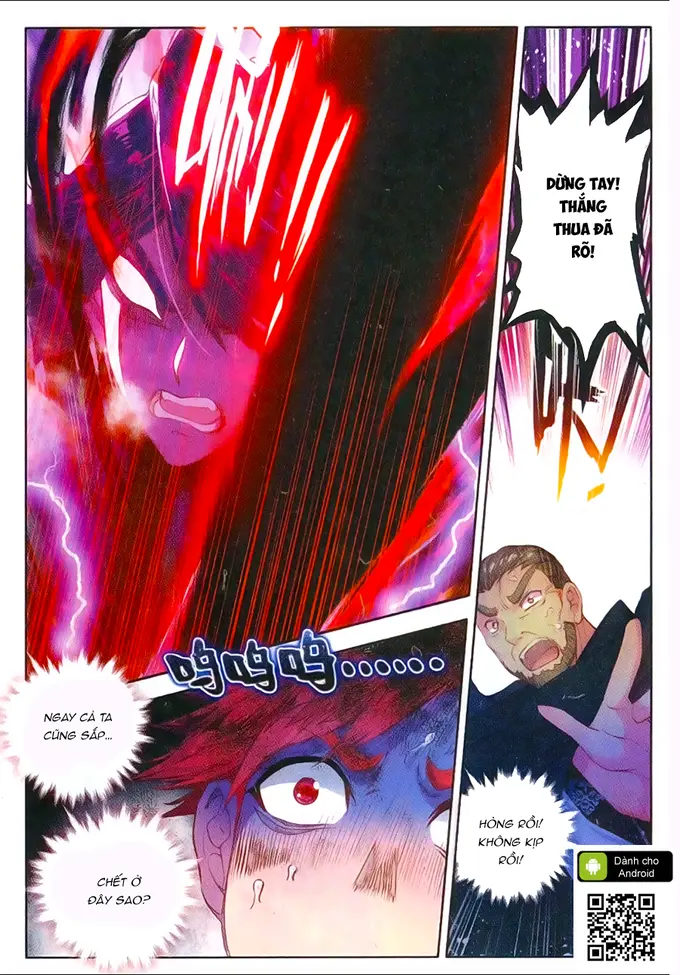 DỪNG TAY!
THẮNG
THUA ĐÃ
RÕ!
呜呜呜......
NGAY CẢ TA
CŨNG SẮP...
HỎNG RỒI!
KHÔNG KỊP
RỒI!
CHẾT Ở
ĐÂY SAO?
Dành cho
Android